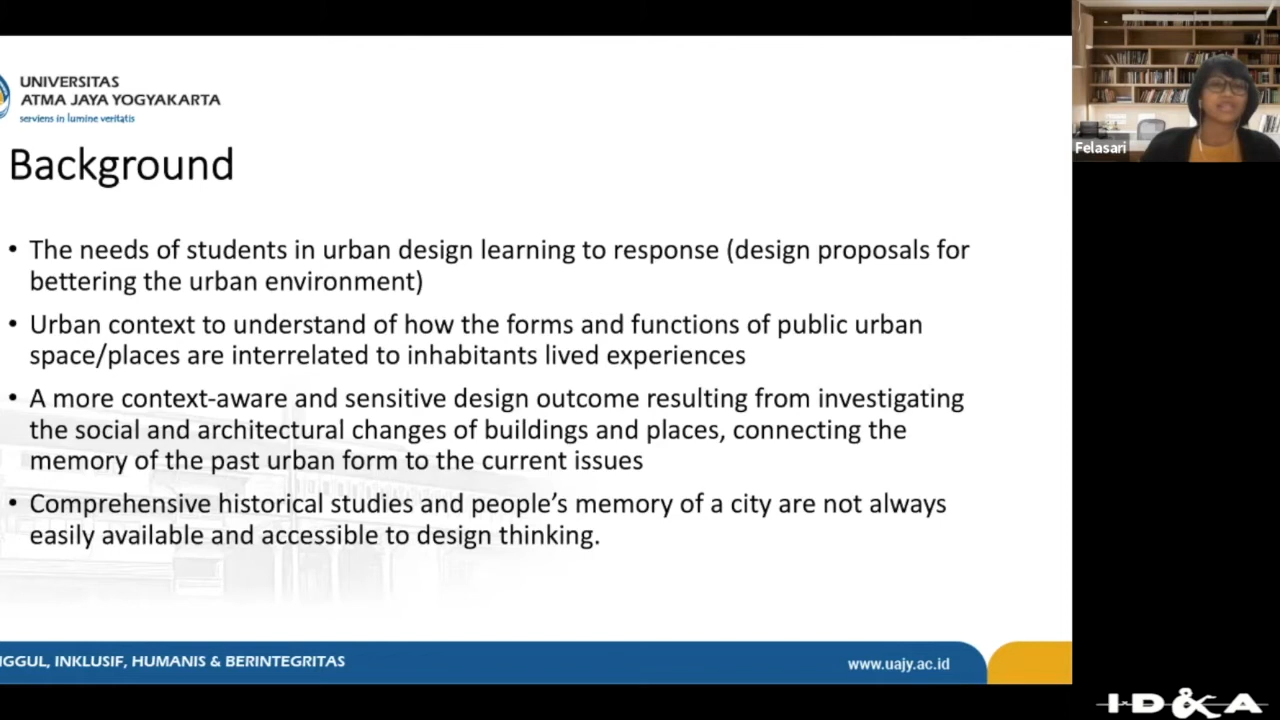 UNIVERSITAS
ATMA JAYA YOGYAKARTA
serviens in lumine veritatis
Background
• The needs of students in urban design learning to response (design proposals for
bettering the urban environment)
• Urban context to understand of how the forms and functions of public urban
space/places are interrelated to inhabitants lived experiences
• A more context-aware and sensitive design outcome resulting from investigating
the social and architectural changes of buildings and places, connecting the
memory of the past urban form to the current issues
• Comprehensive historical studies and people’s memory of a city are not always
easily available and accessible to design thinking.
NGGUL, INKLUSIF, HUMANIS & BERINTEGRITAS
www.uajy.ac.id
Felasari
ID&A